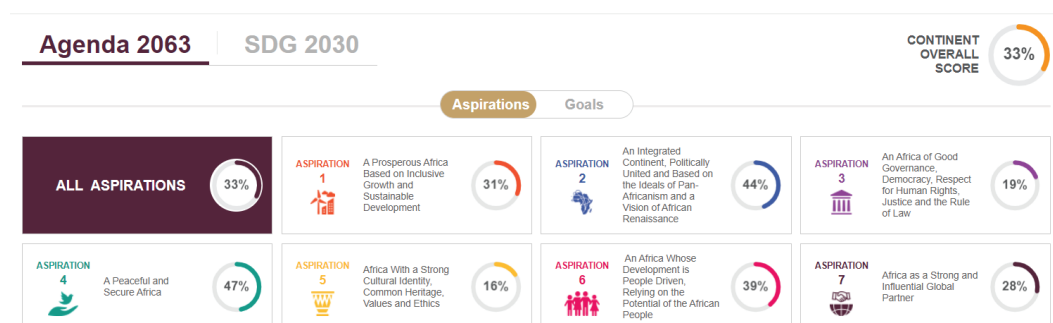 Agenda 2063
SDG 2030
CONTINENT
OVERALL
SCORE
33%
Aspirations
Goals
ALL ASPIRATIONS
33%
ASPIRATION
1
A Prosperous Africa
Based on Inclusive
Growth and
Sustainable
Development
31%
ASPIRATION
2
An Integrated
Continent, Politically
United and Based on
the Ideals of Pan-
Africanism and a
Vision of African
Renaissance
44%
ASPIRATION
3
An Africa of Good
Governance,
Democracy, Respect
for Human Rights,
Justice and the Rule
of Law
19%
ASPIRATION
4
A Peaceful and
Secure Africa
47%
ASPIRATION
5
Africa With a Strong
Cultural Identity,
Common Heritage,
Values and Ethics
16%
ASPIRATION
6
An Africa Whose
Development is
People Driven,
Relying on the
Potential of the African
People
39%
ASPIRATION
7
Africa as a Strong and
Influential Global
Partner
28%